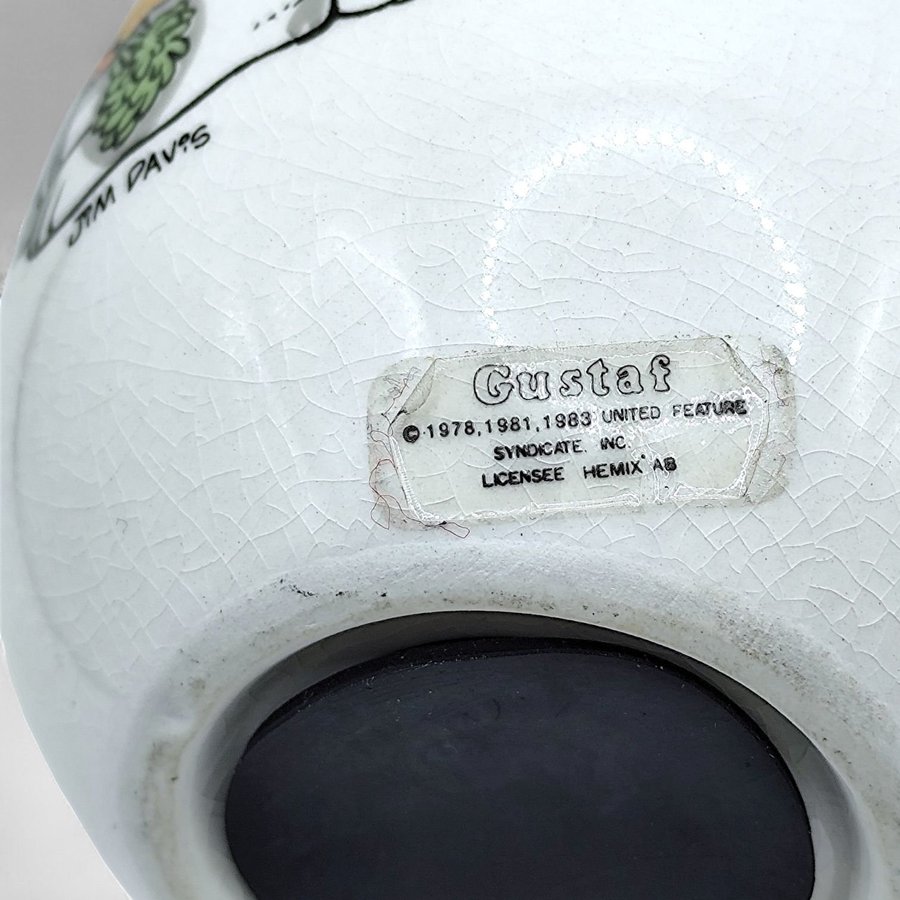 JIM DAVIS
Gustaf
© 1978, 1981, 1983 UNITED FEATURE
SYNDICATE, INC.
LICENSEE HEMIX AB